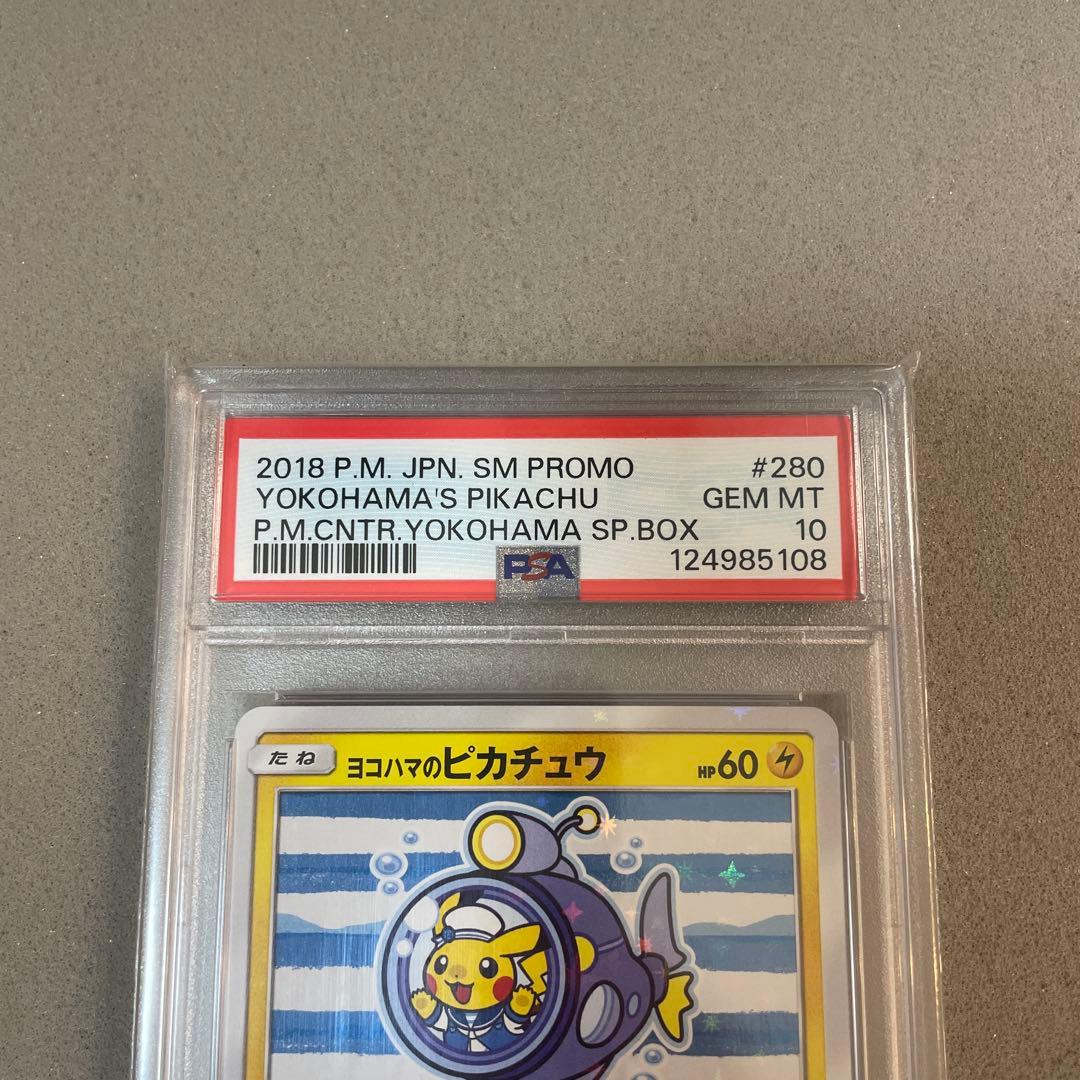 2018 P.M. JPN. SM PROMO #280
YOKOHAMA'S PIKACHU GEM MT
P.M.CNTR.YOKOHAMA SP.BOX 10
PSA 124985108
たね ヨコハマのピカチュウ HP60